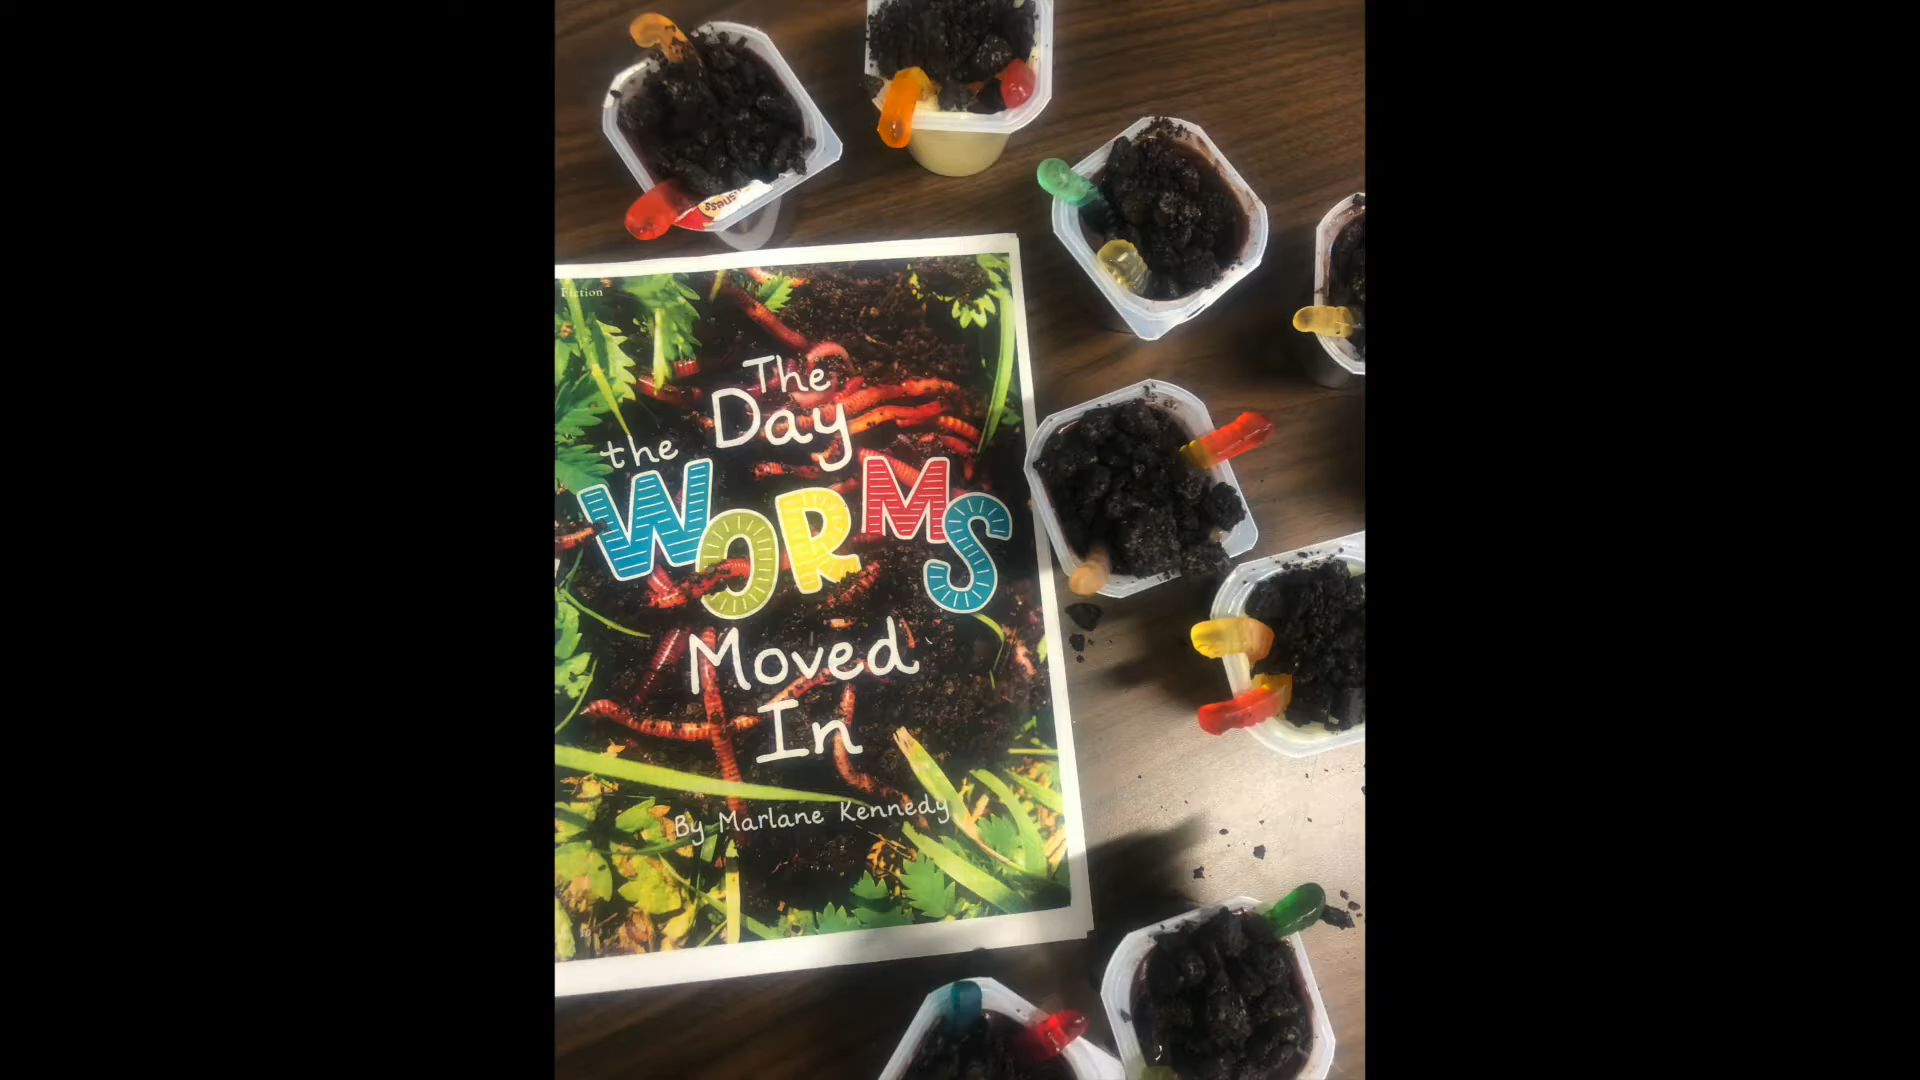 Fiction
The
Day
the
WORMS
Moved
In
By Marlane Kennedy